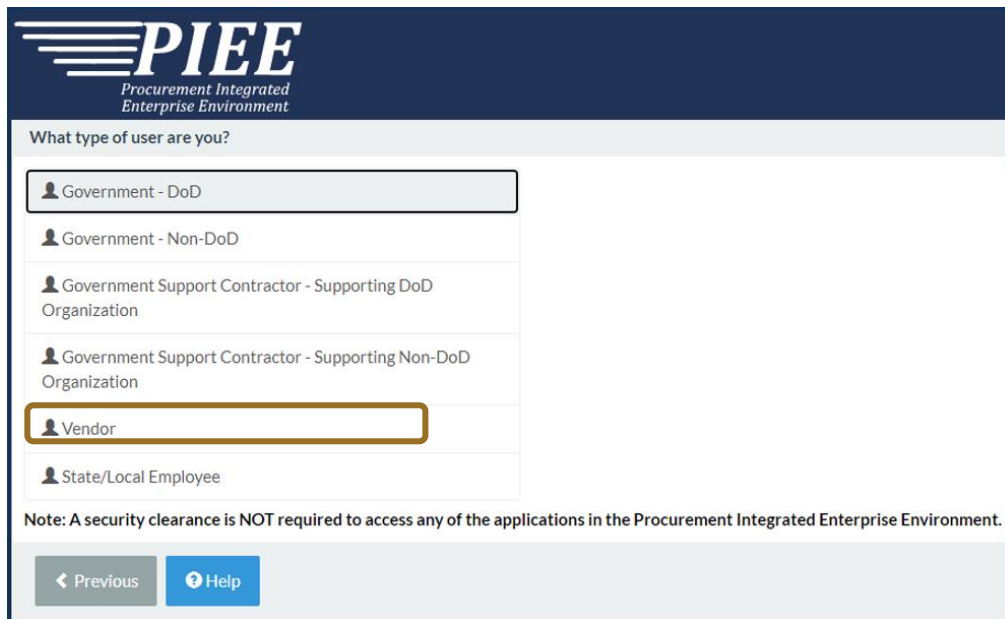 PIEE
Procurement Integrated
Enterprise Environment
What type of user are you?
Government - DoD
Government - Non-DoD
Government Support Contractor - Supporting DoD
Organization
Government Support Contractor - Supporting Non-DoD
Organization
Vendor
State/Local Employee
Note: A security clearance is NOT required to access any of the applications in the Procurement Integrated Enterprise Environment.
Previous
Help